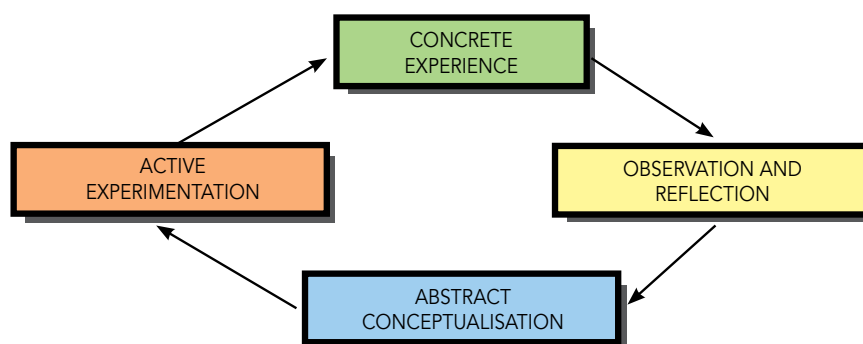 CONCRETE
EXPERIENCE
ACTIVE
EXPERIMENTATION
OBSERVATION AND
REFLECTION
ABSTRACT
CONCEPTUALISATION